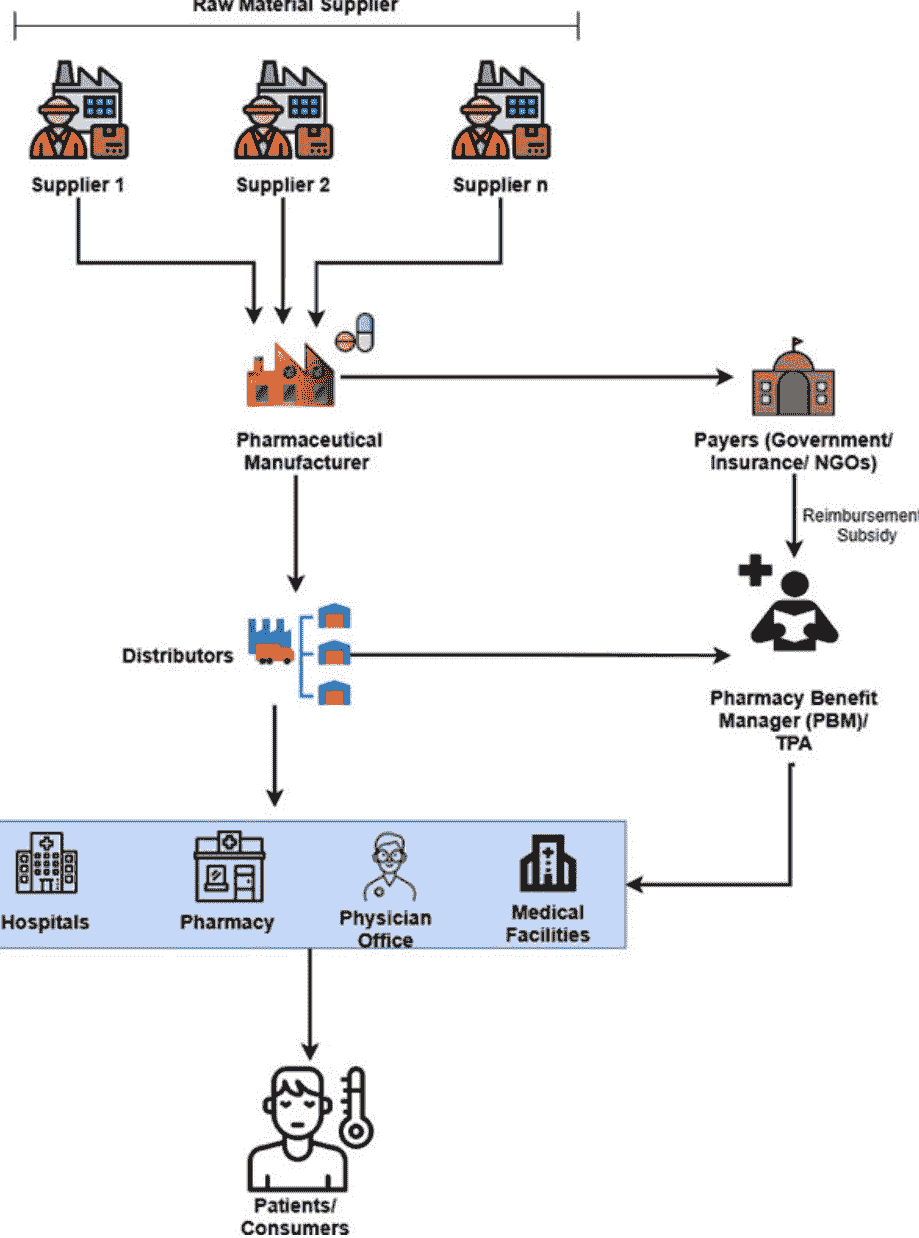 Raw Material Supplier
Supplier 1
Supplier 2
Supplier n
Pharmaceutical
Manufacturer
Payers (Government/
Insurance/ NGOs)
Reimbursement
Subsidy
Distributors
Pharmacy Benefit
Manager (PBM)/
TPA
Hospitals
Pharmacy
Physician
Office
Medical
Facilities
Patients/
Consumers